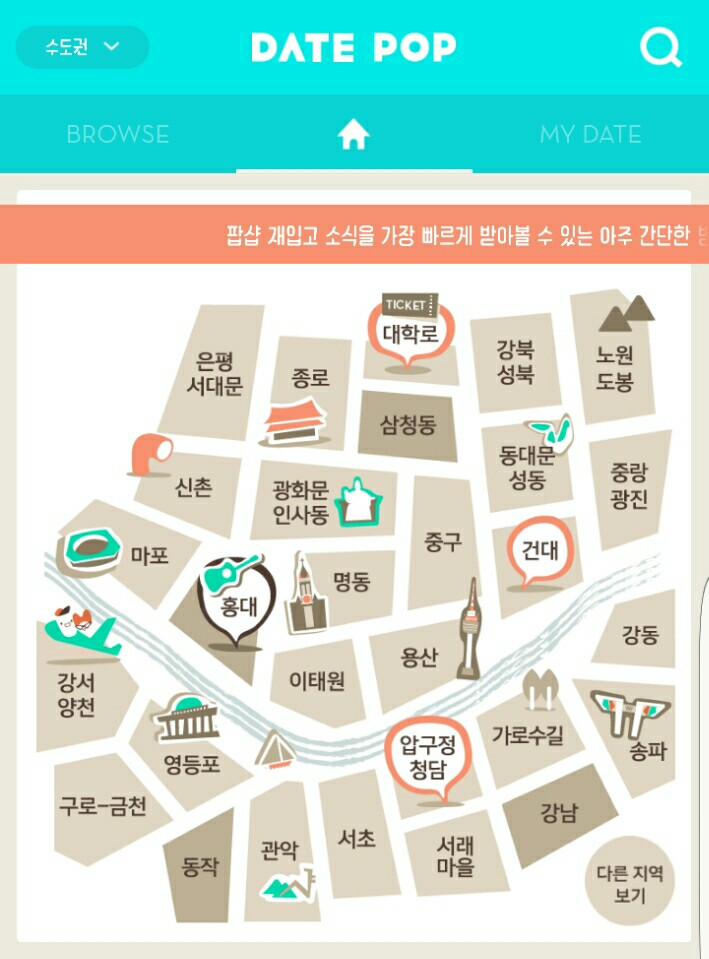 수도권
DATE POP
BROWSE
MY DATE
팝샵 재입고 소식을 가장 빠르게 받아볼 수 있는 아주 간단한
TICKET
대학로
은평
서대문
종로
강북
성북
노원
도봉
삼청동
신촌
광화문
인사동
동대문
성동
중랑
광진
중구
마포
홍대
명동
건대
강동
강서
양천
이태원
용산
영등포
압구정
청담
가로수길
송파
구로-금천
동작
관악
서초
서래
마을
강남
다른 지역
보기